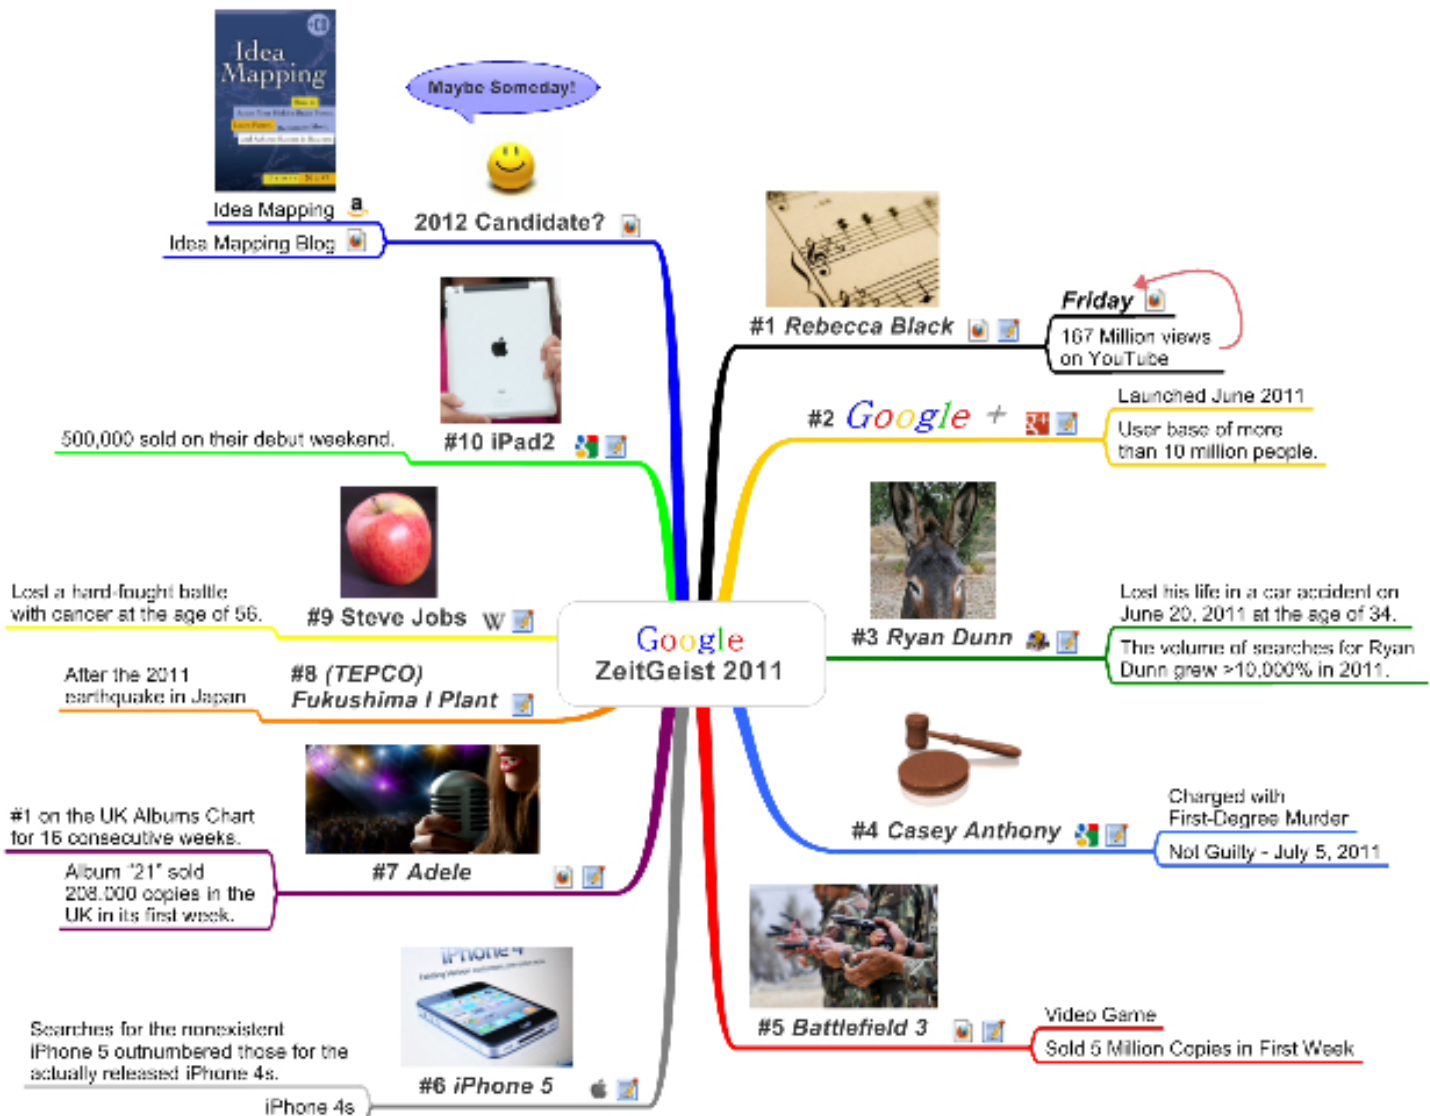 +CD
Idea
Mapping
Maybe Someday!
2012 Candidate?
Idea Mapping
a
Idea Mapping Blog
#1 Rebecca Black
Friday
167 Million views
on YouTube
#2 Google +
Launched June 2011
User base of more
than 10 million people.
#3 Ryan Dunn
Lost his life in a car accident on
June 20, 2011 at the age of 34.
The volume of searches for Ryan
Dunn grew >10,000% in 2011.
#4 Casey Anthony
Charged with
First-Degree Murder
Not Guilty - July 5, 2011
#5 Battlefield 3
Video Game
Sold 5 Million Copies in First Week
iPhone 4
#6 iPhone 5
Searches for the nonexistent
iPhone 5 outnumbered those for the
actually released iPhone 4s.
iPhone 4s
#7 Adele
#1 on the UK Albums Chart
for 16 consecutive weeks.
Album "21" sold
208.000 copies in the
UK in its first week.
#8 (TEPCO)
Fukushima I Plant
After the 2011
earthquake in Japan
#9 Steve Jobs
W
Lost a hard-fought battle
with cancer at the age of 56.
#10 iPad2
500,000 sold on their debut weekend.
Google
ZeitGeist 2011